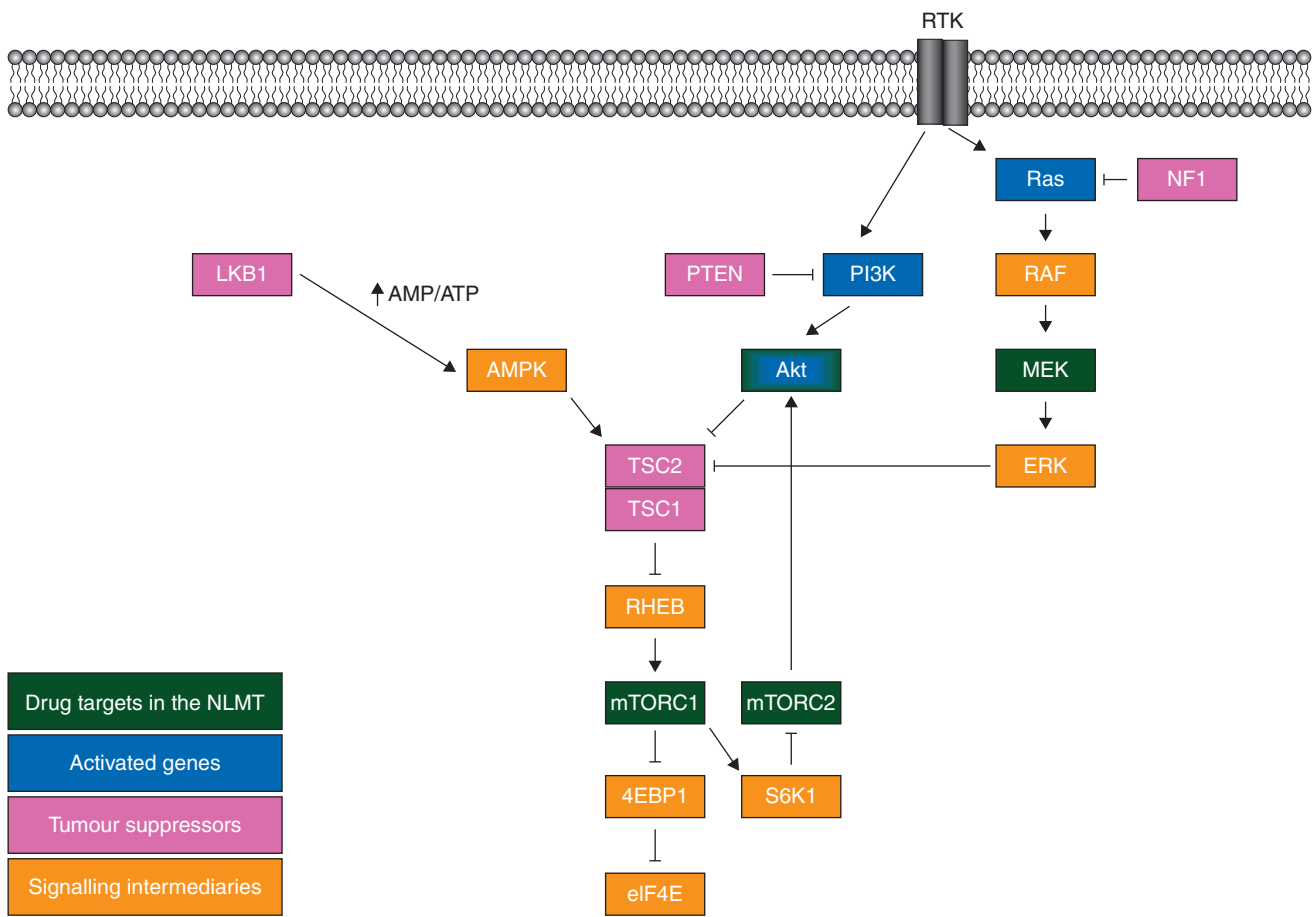 RTK
Ras
NF1
LKB1
PTEN
PI3K
RAF
AMP/ATP
AMPK
Akt
MEK
TSC2
ERK
TSC1
RHEB
mTORC1
mTORC2
4EBP1
S6K1
eIF4E
Drug targets in the NLMT
Activated genes
Tumour suppressors
Signalling intermediaries